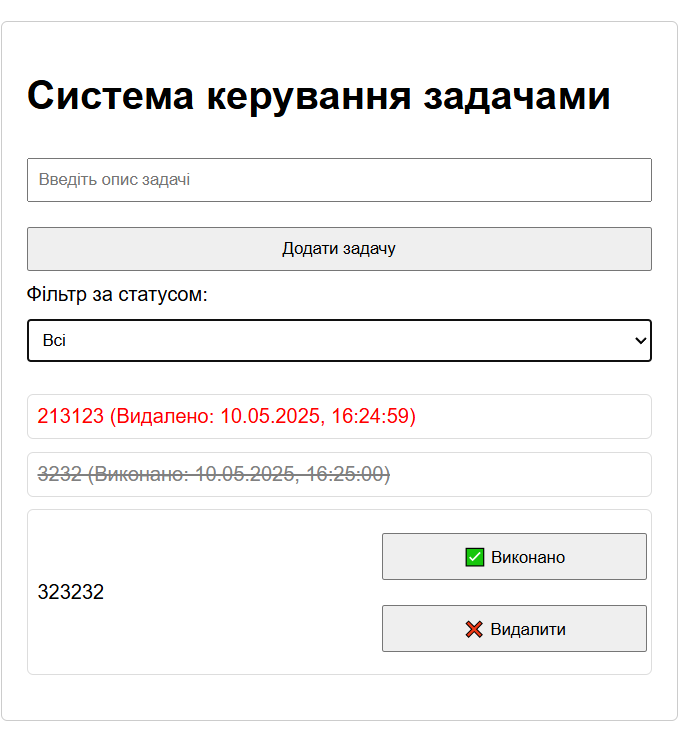 Система керування задачами
Введіть опис задачі
Додати задачу
Фільтр за статусом:
Всі
213123 (Видалено: 10.05.2025, 16:24:59)
3232 (Виконано: 10.05.2025, 16:25:00)
✅ Виконано
323232
❌ Видалити